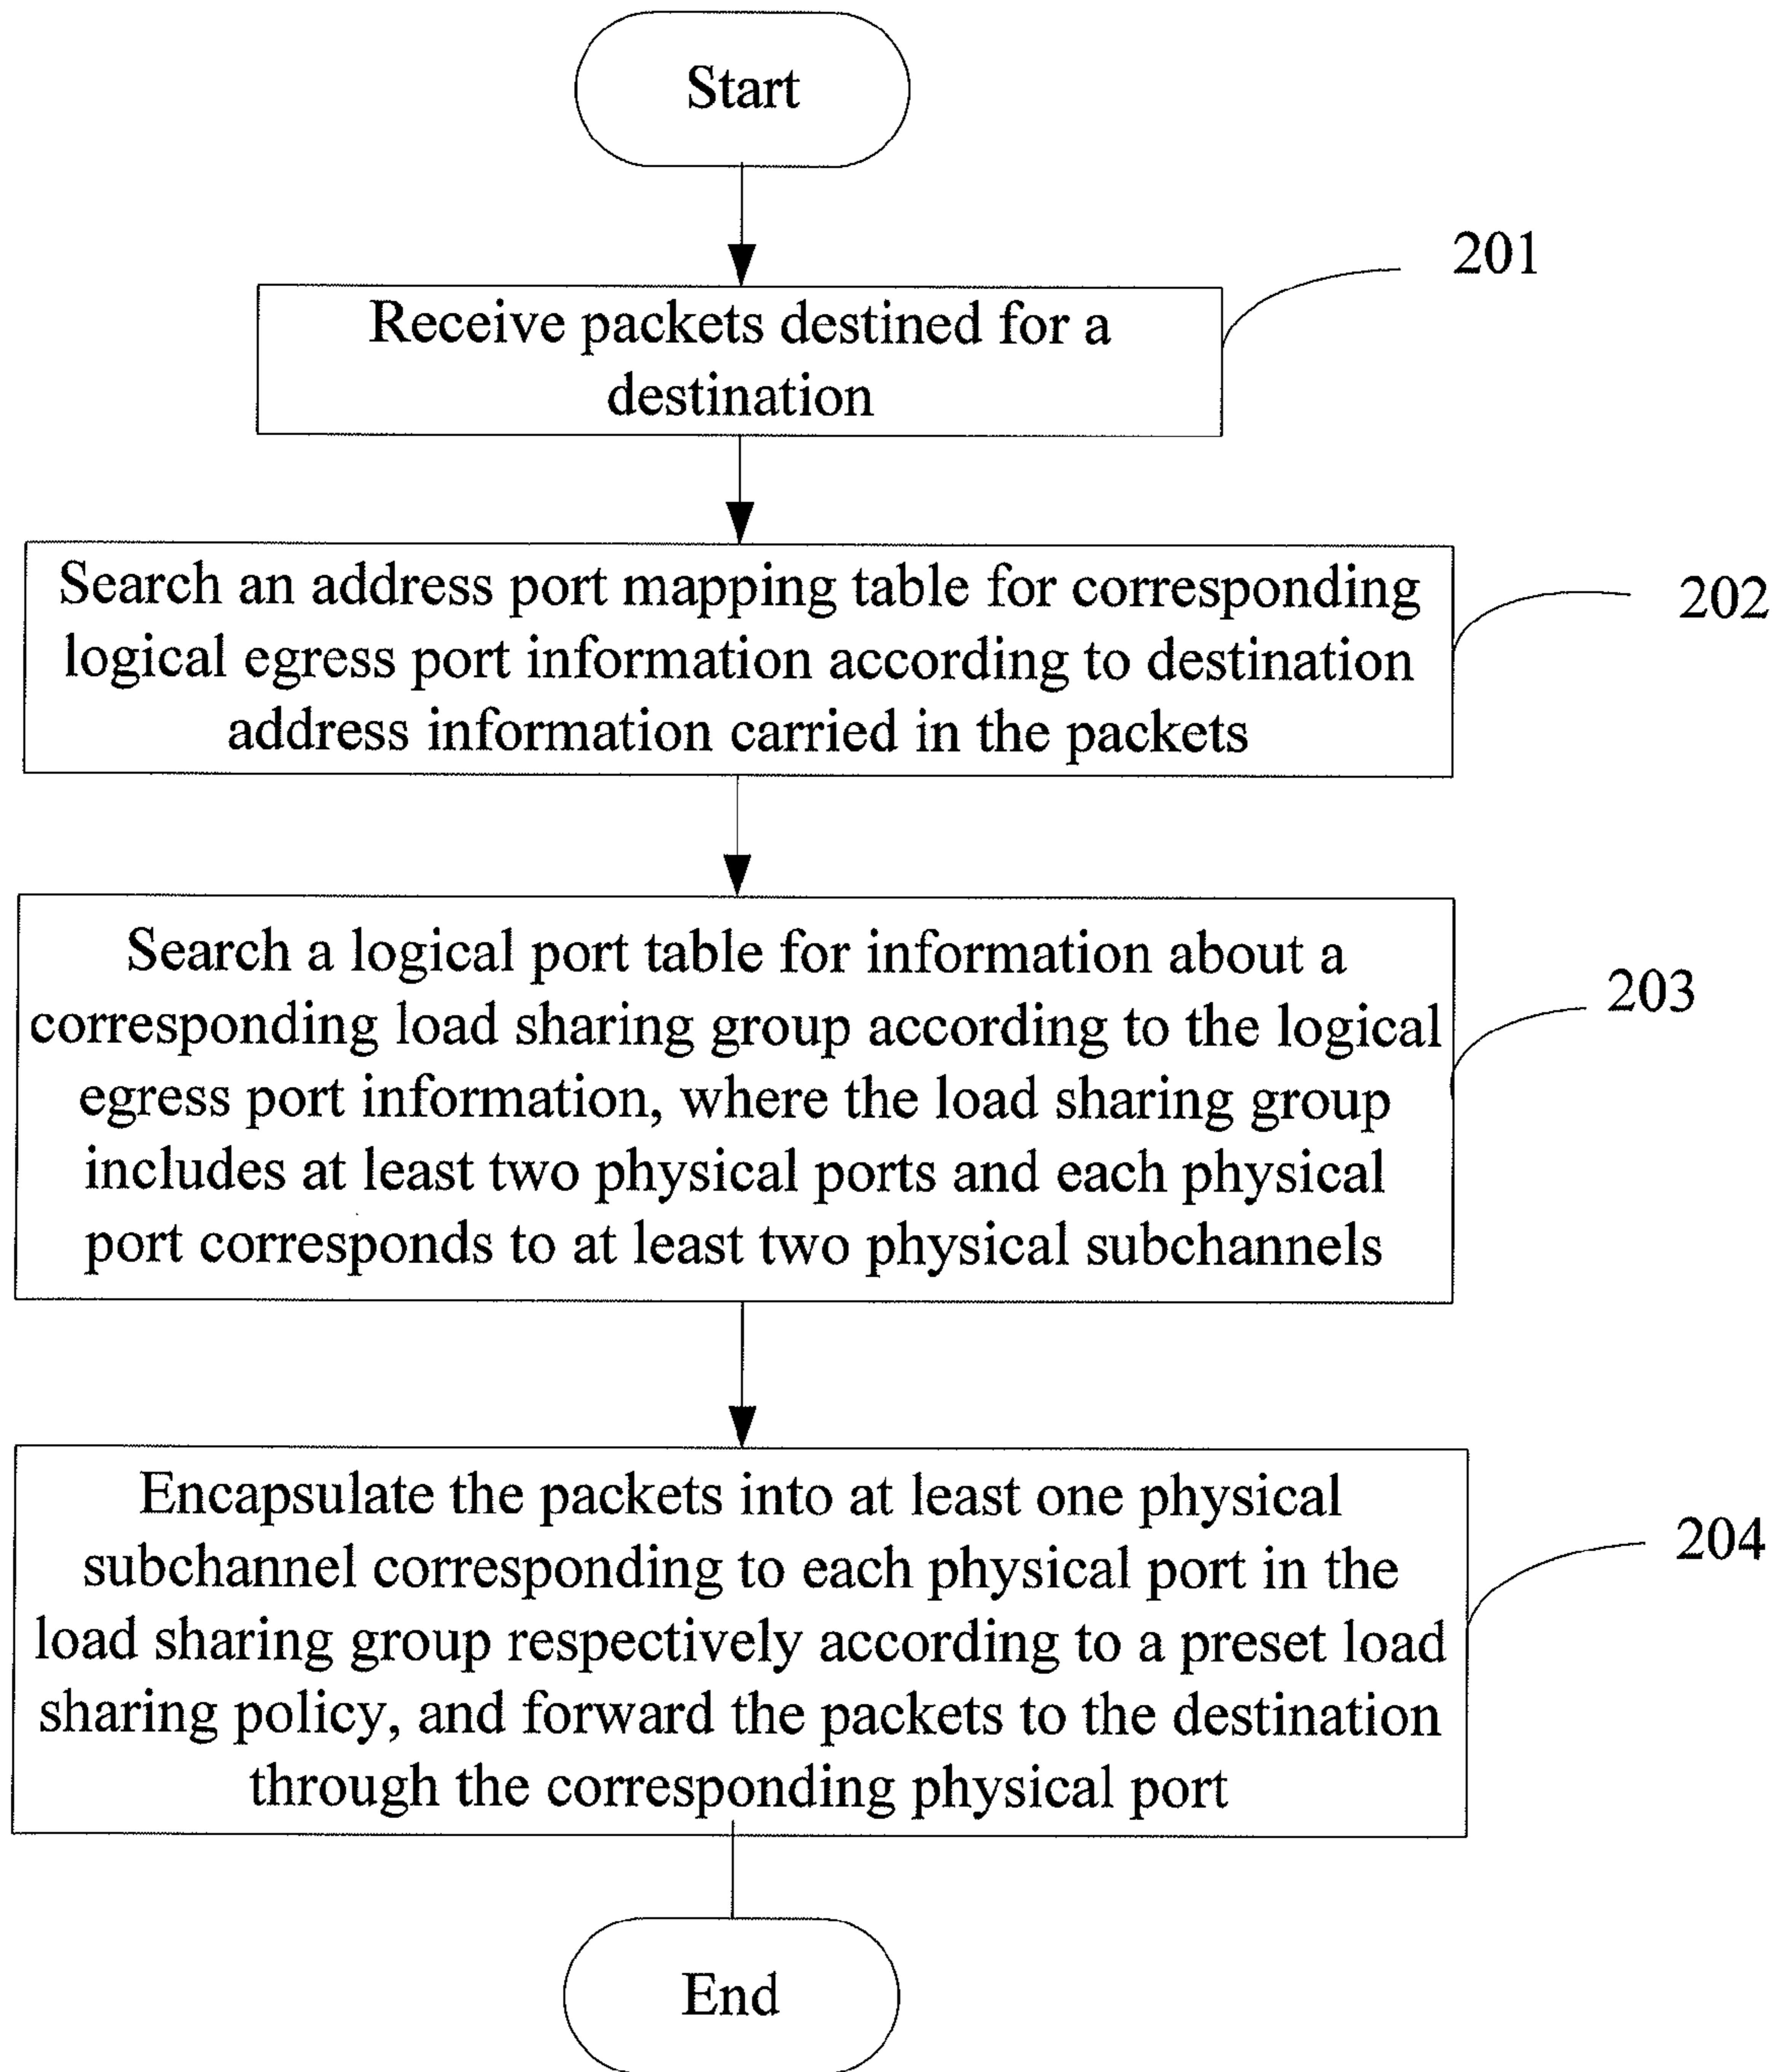 Start
201
Receive packets destined for a
destination
202
Search an address port mapping table for corresponding
logical egress port information according to destination
address information carried in the packets
203
Search a logical port table for information about a
corresponding load sharing group according to the logical
egress port information, where the load sharing group
includes at least two physical ports and each physical
port corresponds to at least two physical subchannels
204
Encapsulate the packets into at least one physical
subchannel corresponding to each physical port in the
load sharing group respectively according to a preset load
sharing policy, and forward the packets to the destination
through the corresponding physical port
End